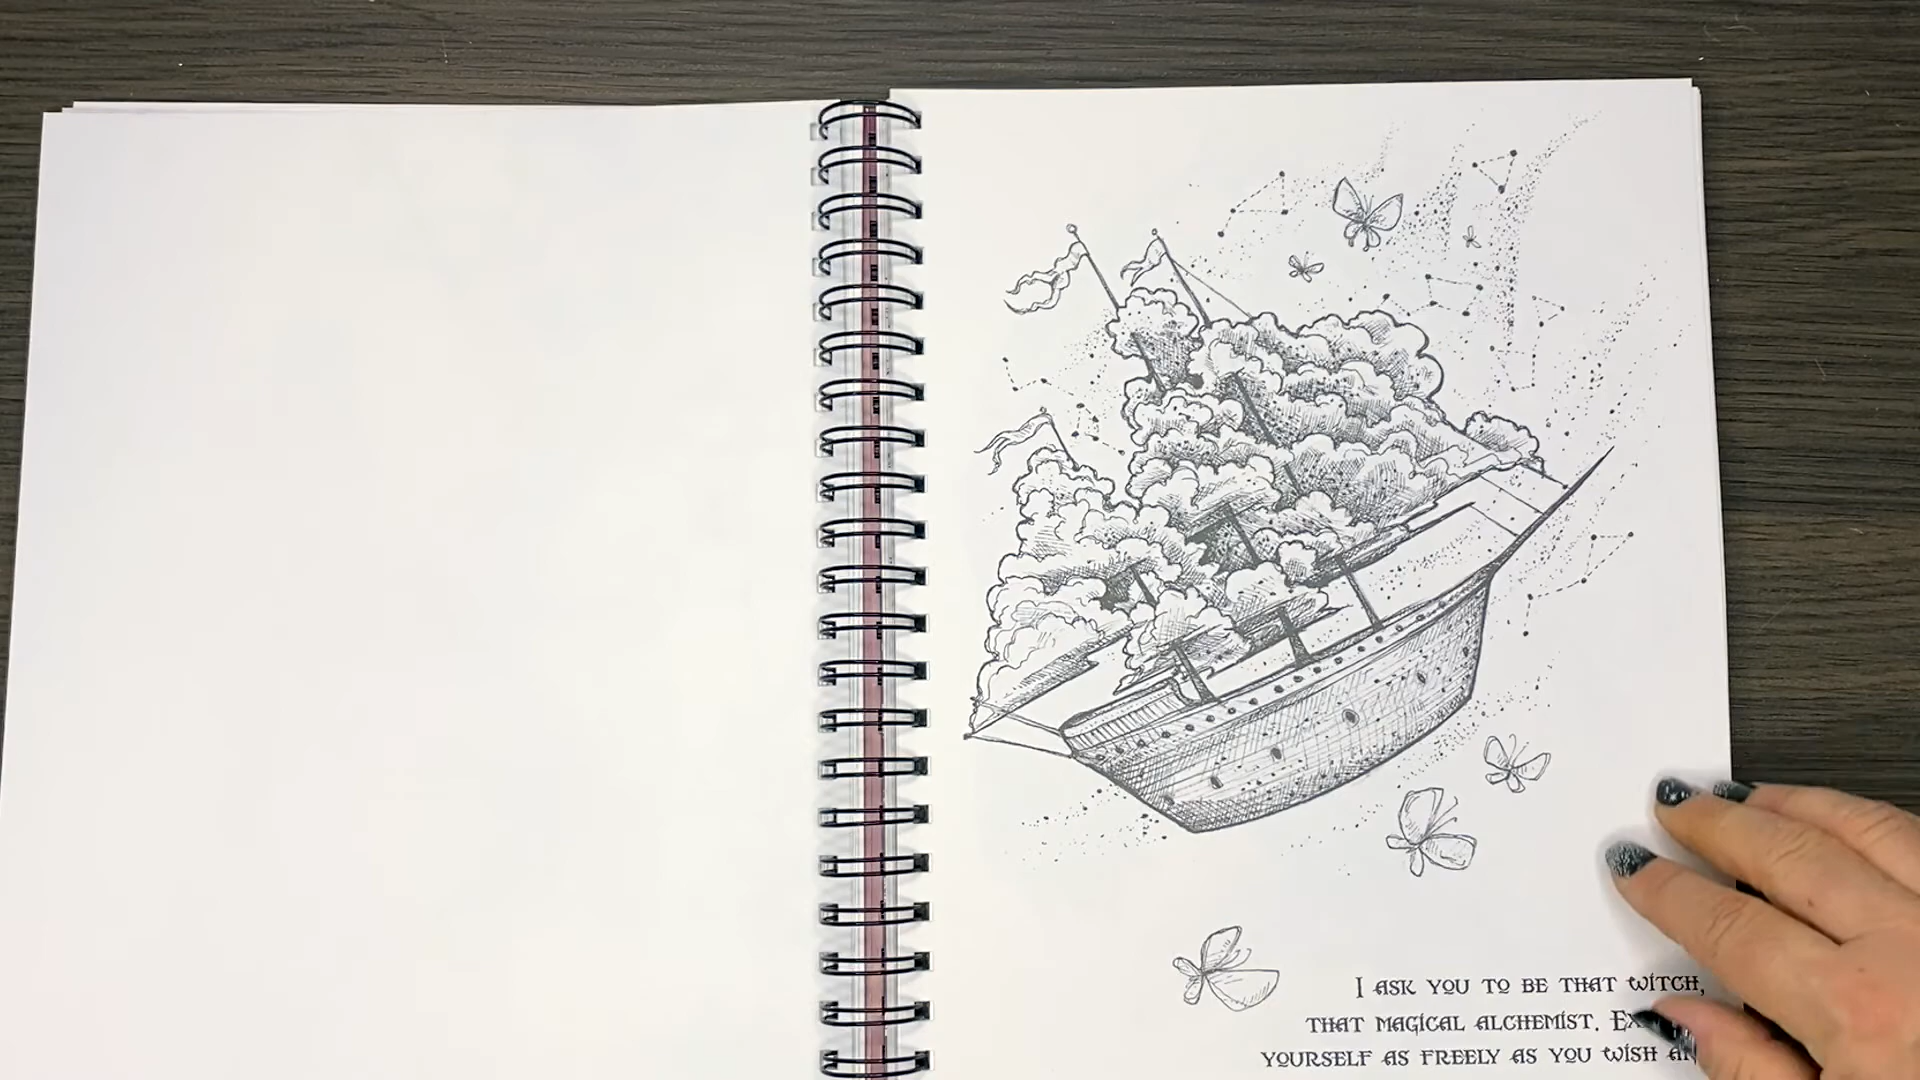 I ASK YOU TO BE THAT WITCH,
THAT MAGICAL ALCHEMIST.
YOURSELF AS FREELY AS YOU WISH